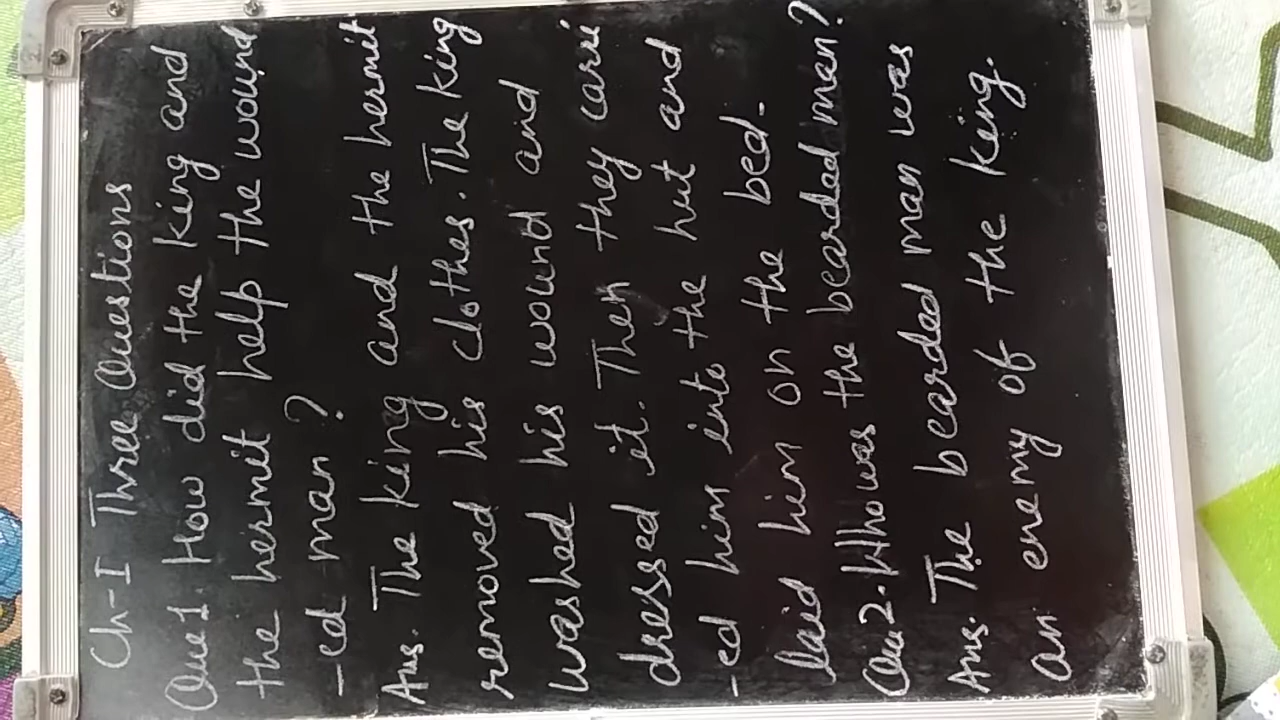 Ch-I Three Questions
Que1. How did the king and
the hermit help the wound
-ed man ?
Ans. The king and the hermit
removed his clothes. The king
washed his wound and
dressed it. Then they carri
-ed him into the hut and
laid him on the bed.
Que2. Who was the bearded man?
Ans. The bearded man was
an enemy of the king.